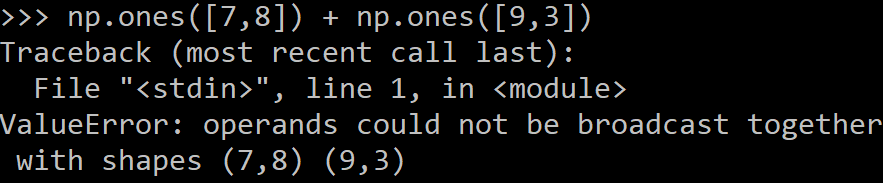 >>> np.ones([7,8]) + np.ones([9,3])
Traceback (most recent call last):
  File "<stdin>", line 1, in <module>
ValueError: operands could not be broadcast together
 with shapes (7,8) (9,3)